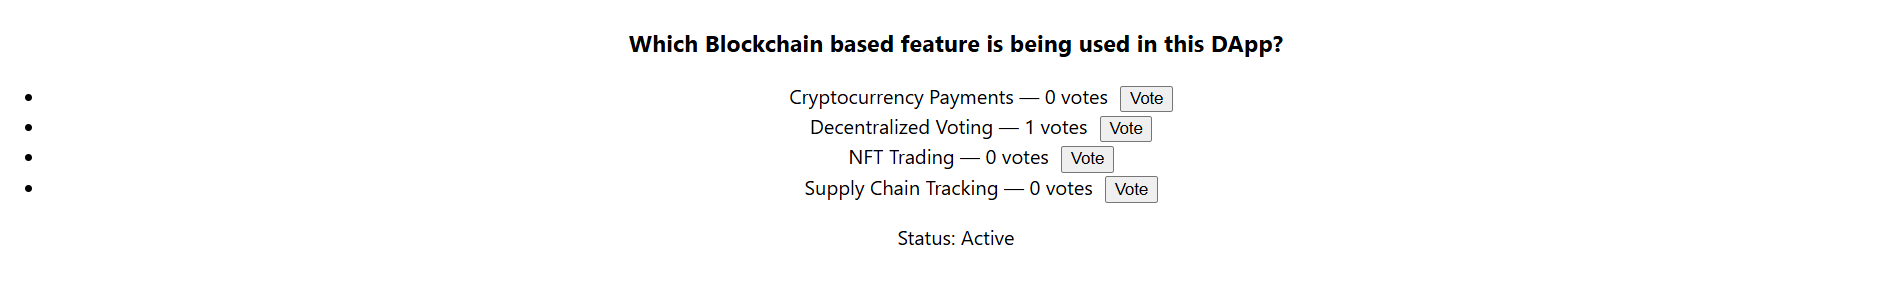 Which Blockchain based feature is being used in this DApp?
• Cryptocurrency Payments — 0 votes Vote
• Decentralized Voting — 1 votes Vote
• NFT Trading — 0 votes Vote
• Supply Chain Tracking — 0 votes Vote
Status: Active